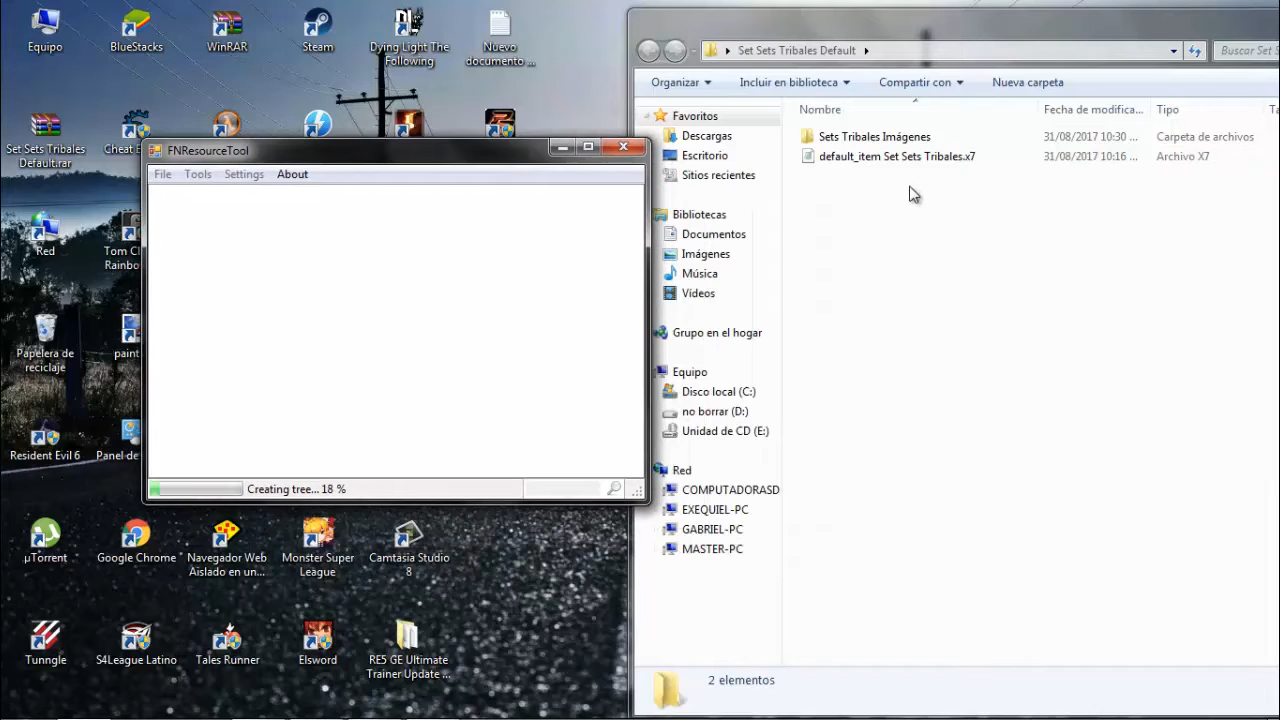 Equipo
BlueStacks
WinRAR
Steam
Dying Light The
Following
Nuevo
documento ...
Set Sets Tribales
Default.rar
Cheat E
Red
Tom Cl
Rainbo
Papelera de
reciclaje
paint
Resident Evil 6
Panel de
µTorrent
Google Chrome
Navegador Web
Aislado en un...
Monster Super
League
Camtasia Studio
8
Tunngle
S4League Latino
Tales Runner
Elsword
RE5 GE Ultimate
Trainer Update ...
FNResourceTool
File
Tools
Settings
About
Creating tree... 18 %
Set Sets Tribales Default
Buscar Set S
Organizar
Incluir en biblioteca
Compartir con
Nueva carpeta
Favoritos
Descargas
Escritorio
Sitios recientes
Bibliotecas
Documentos
Imágenes
Música
Vídeos
Grupo en el hogar
Equipo
Disco local (C:)
no borrar (D:)
Unidad de CD (E:)
Red
COMPUTADORASD
EXEQUIEL-PC
GABRIEL-PC
MASTER-PC
Nombre
Fecha de modifica...
Tipo
Ta
Sets Tribales Imágenes
31/08/2017 10:30 ...
Carpeta de archivos
default_item Set Sets Tribales.x7
31/08/2017 10:16 ...
Archivo X7
2 elementos